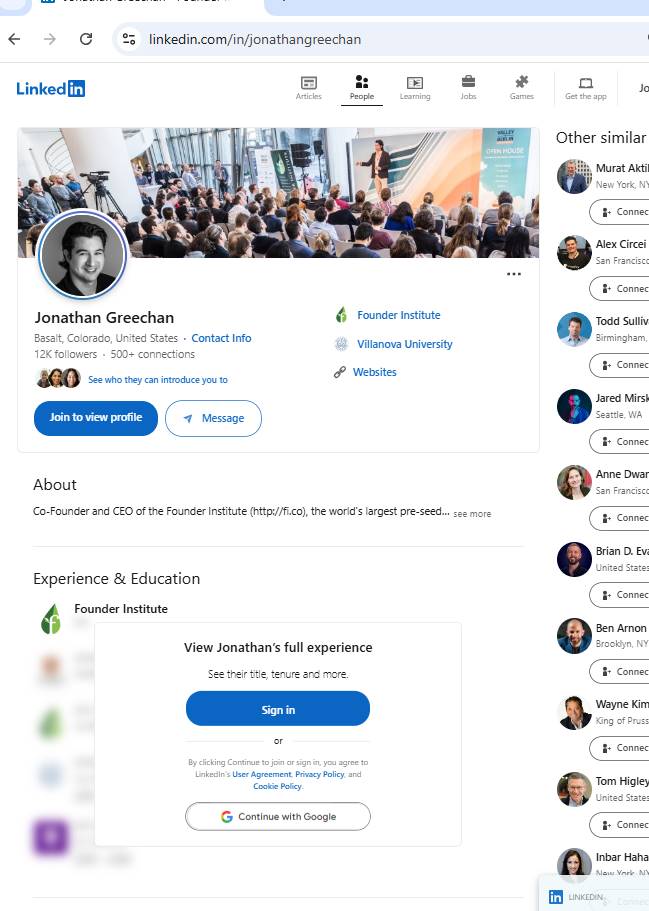 linkedin.com/in/jonathangreechan
Linked in
Articles
People
Learning
Jobs
Games
Get the app
Jo
VALLEY
BERLIN
OPEN HOUSE
Jonathan Greechan
Basalt, Colorado, United States · Contact Info
12K followers · 500+ connections
See who they can introduce you to
Join to view profile
Message
Founder Institute
Villanova University
Websites
About
Co-Founder and CEO of the Founder Institute (http://fi.co), the world's largest pre-seed... see more
Experience & Education
Founder Institute
View Jonathan's full experience
See their title, tenure and more.
Sign in
or
By clicking Continue to join or sign in, you agree to
LinkedIn's User Agreement, Privacy Policy, and
Cookie Policy.
Continue with Google
Other similar
Murat Akti
New York, NY
Connec
Alex Circei
San Francisco
Connec
Todd Sulliv
Birmingham,
Connec
Jared Mirsk
Seattle, WA
Connec
Anne Dwar
San Francisco
Connec
Brian D. Eva
United States
Connec
Ben Arnon
Brooklyn, NY
Connec
Wayne Kim
King of Pruss
Connec
Tom Higley
United States
Connec
Inbar Haha
New York, NY
Connec
in LINKEDIN